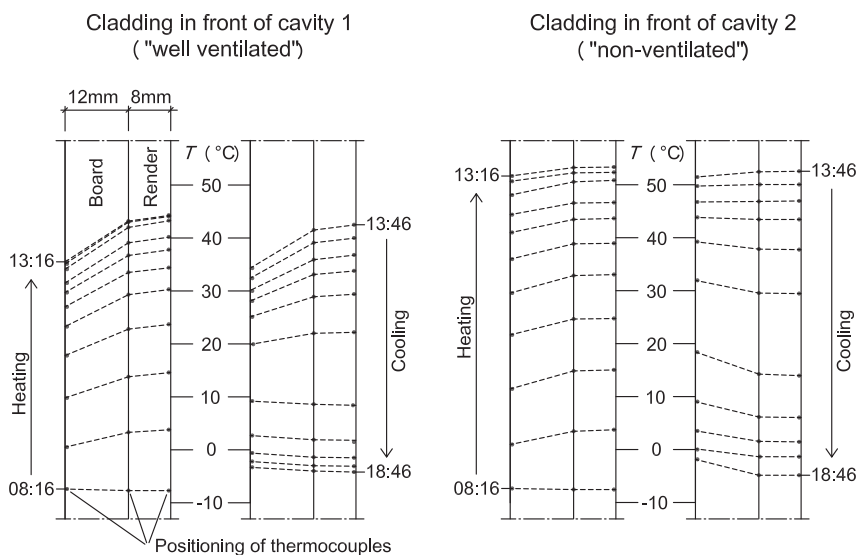 Cladding in front of cavity 1
("well ventilated")
Cladding in front of cavity 2
("non-ventilated")
12mm
8mm
Board
Render
T (°C)
50
40
30
20
10
0
-10
13:16
Heating
08:16
13:46
Cooling
18:46
T (°C)
50
40
30
20
10
0
-10
13:16
Heating
08:16
13:46
Cooling
18:46
Positioning of thermocouples